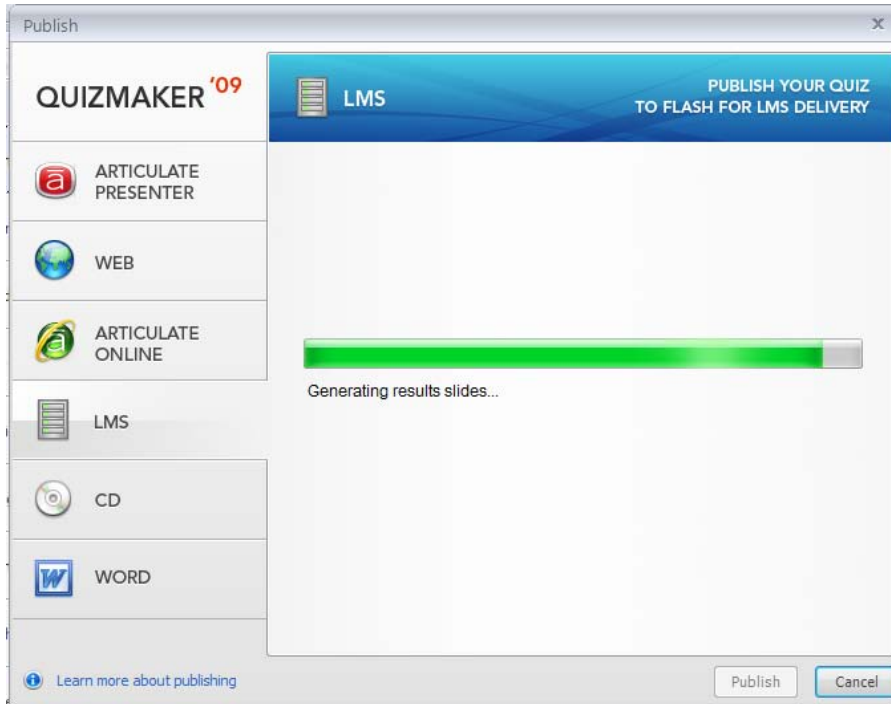 Publish
x
QUIZMAKER '09
LMS
PUBLISH YOUR QUIZ
TO FLASH FOR LMS DELIVERY
ARTICULATE
PRESENTER
WEB
ARTICULATE
ONLINE
LMS
CD
WORD
Generating results slides...
Learn more about publishing
Publish
Cancel